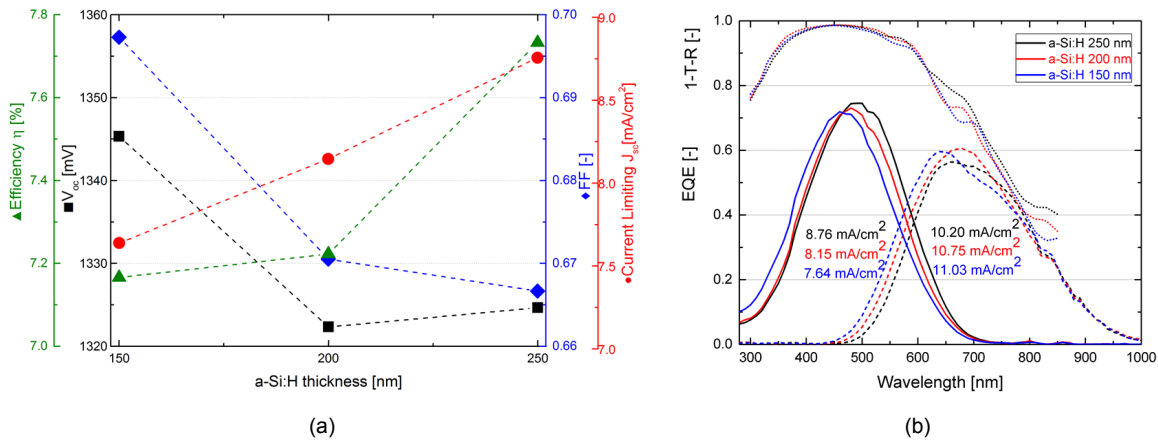 7.8
7.6
7.4
7.2
7.0
▲Efficiency η [%]
1360
1350
1340
1330
1320
■V_oc [mV]
150
200
250
a-Si:H thickness [nm]
0.70
0.69
0.68
0.67
0.66
◆FF [-]
9.0
8.5
8.0
7.5
7.0
●Current Limiting J_sc[mA/cm²]
(a)
1-T-R [-]
EQE [-]
1.0
0.8
0.6
0.4
0.2
0.0
a-Si:H 250 nm
a-Si:H 200 nm
a-Si:H 150 nm
8.76 mA/cm²
8.15 mA/cm²
7.64 mA/cm²
10.20 mA/cm²
10.75 mA/cm²
11.03 mA/cm²
300
400
500
600
700
800
900
1000
Wavelength [nm]
(b)